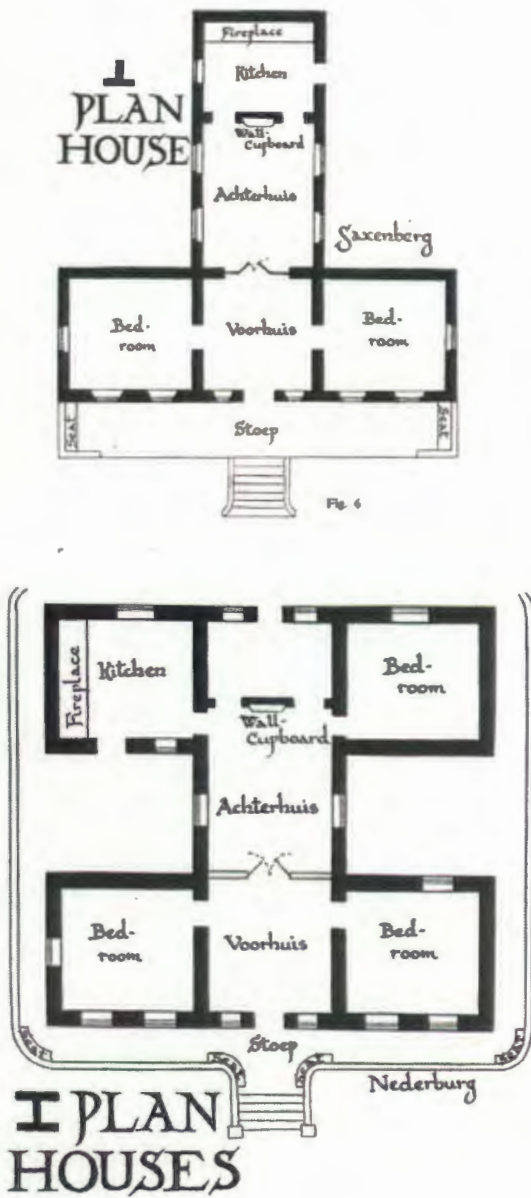 Fireplace
Kitchen
PLAN
HOUSE
Wall-
Cupboard
Achterhuis
Saxenberg
Bed-
room
Voorhuis
Bed-
room
Seat
Stoep
Seat
Fig. 6
Fireplace
Kitchen
Bed-
room
Wall-
Cupboard
Achterhuis
Bed-
room
Voorhuis
Bed-
room
Stoep
Seat
Seat
Seat
Seat
Nederburg
PLAN
HOUSES